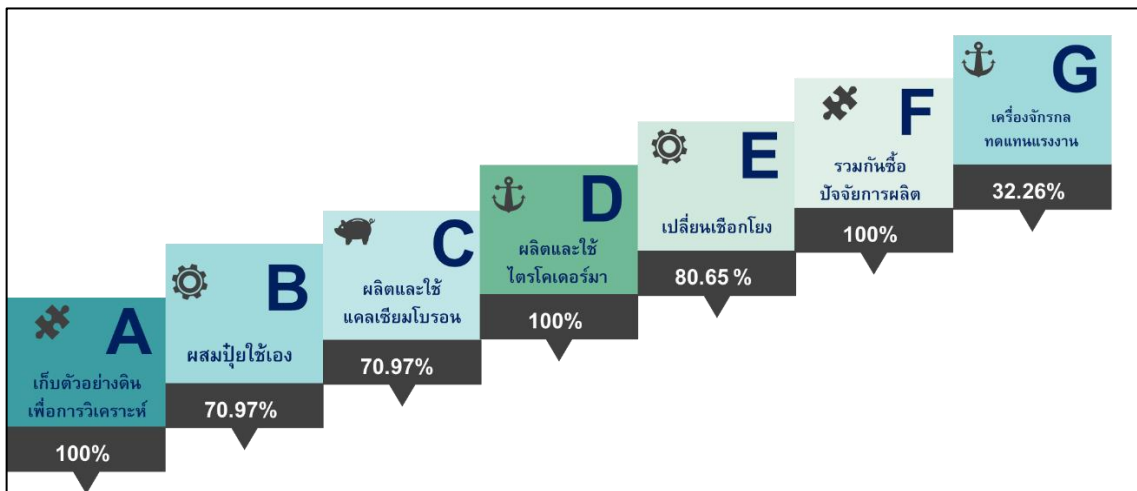 A
เก็บตัวอย่างดิน
เพื่อการวิเคราะห์
100%
B
ผสมปุ๋ยใช้เอง
70.97%
C
ผลิตและใช้
แคลเซียมโบรอน
70.97%
D
ผลิตและใช้
ไตรโคเดอร์มา
100%
E
เปลี่ยนเชือกโยง
80.65 %
F
รวมกันซื้อ
ปัจจัยการผลิต
100%
G
เครื่องจักรกล
ทดแทนแรงงาน
32.26%